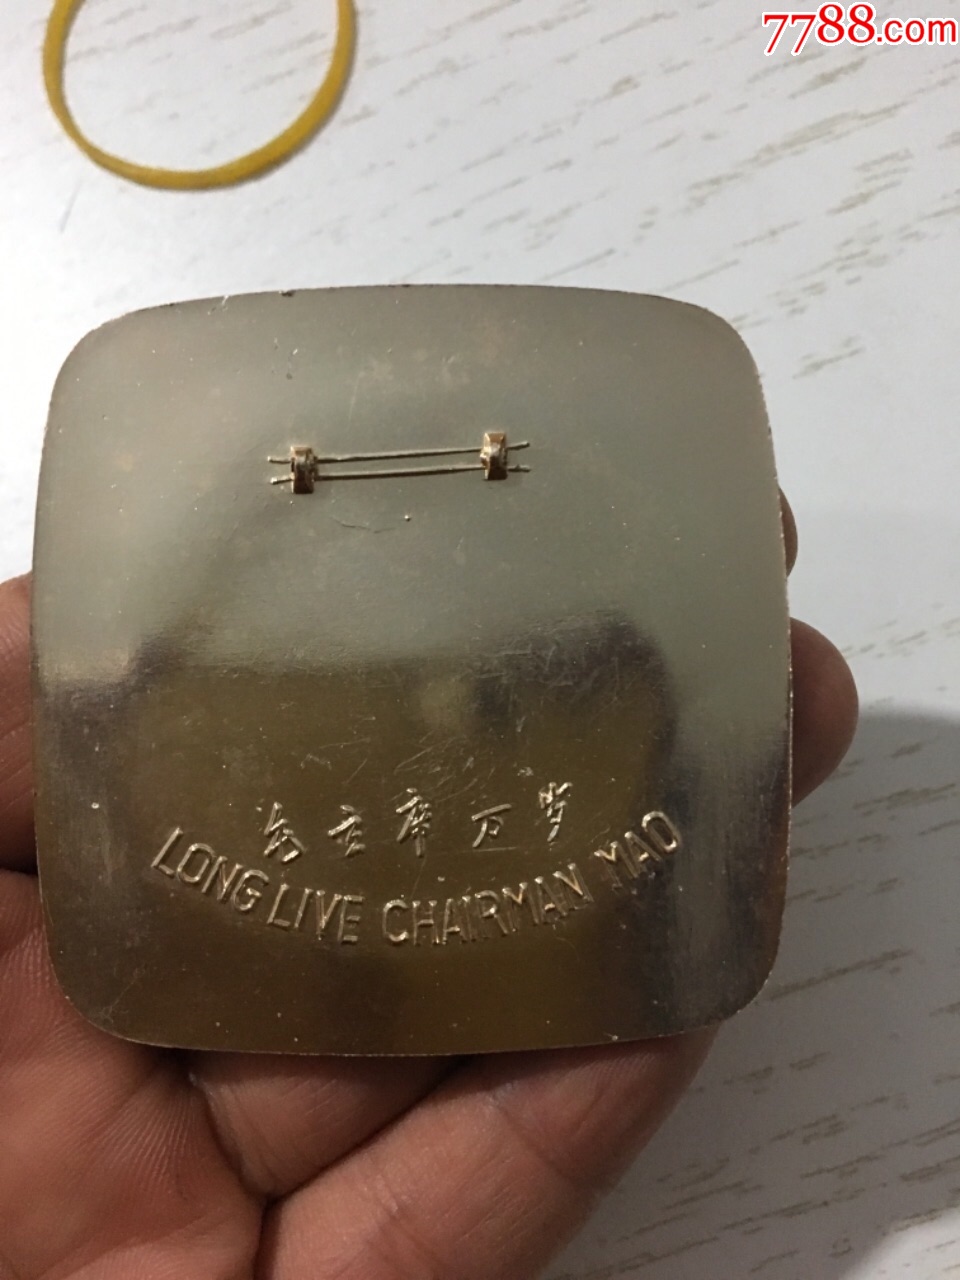 7788.com
毛主席万岁
LONG LIVE CHAIRMAN MAO